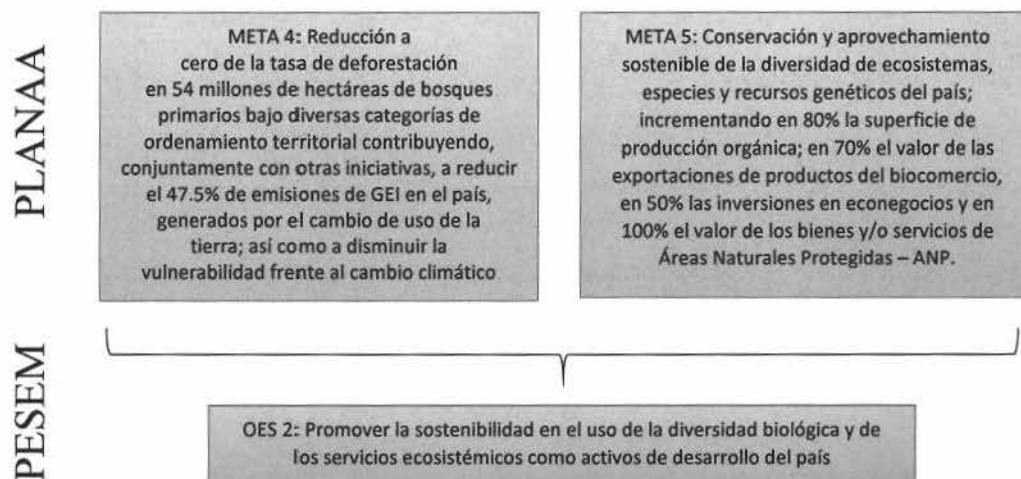 PLANAA
META 4: Reducción a
cero de la tasa de deforestación
en 54 millones de hectáreas de bosques
primarios bajo diversas categorías de
ordenamiento territorial contribuyendo,
conjuntamente con otras iniciativas, a reducir
el 47.5% de emisiones de GEI en el país,
generados por el cambio de uso de la
tierra; así como a disminuir la
vulnerabilidad frente al cambio climático
META 5: Conservación y aprovechamiento
sostenible de la diversidad de ecosistemas,
especies y recursos genéticos del país;
incrementando en 80% la superficie de
producción orgánica; en 70% el valor de las
exportaciones de productos del biocomercio,
en 50% las inversiones en econegocios y en
100% el valor de los bienes y/o servicios de
Áreas Naturales Protegidas – ANP.
PESEM
OES 2: Promover la sostenibilidad en el uso de la diversidad biológica y de
los servicios ecosistémicos como activos de desarrollo del país